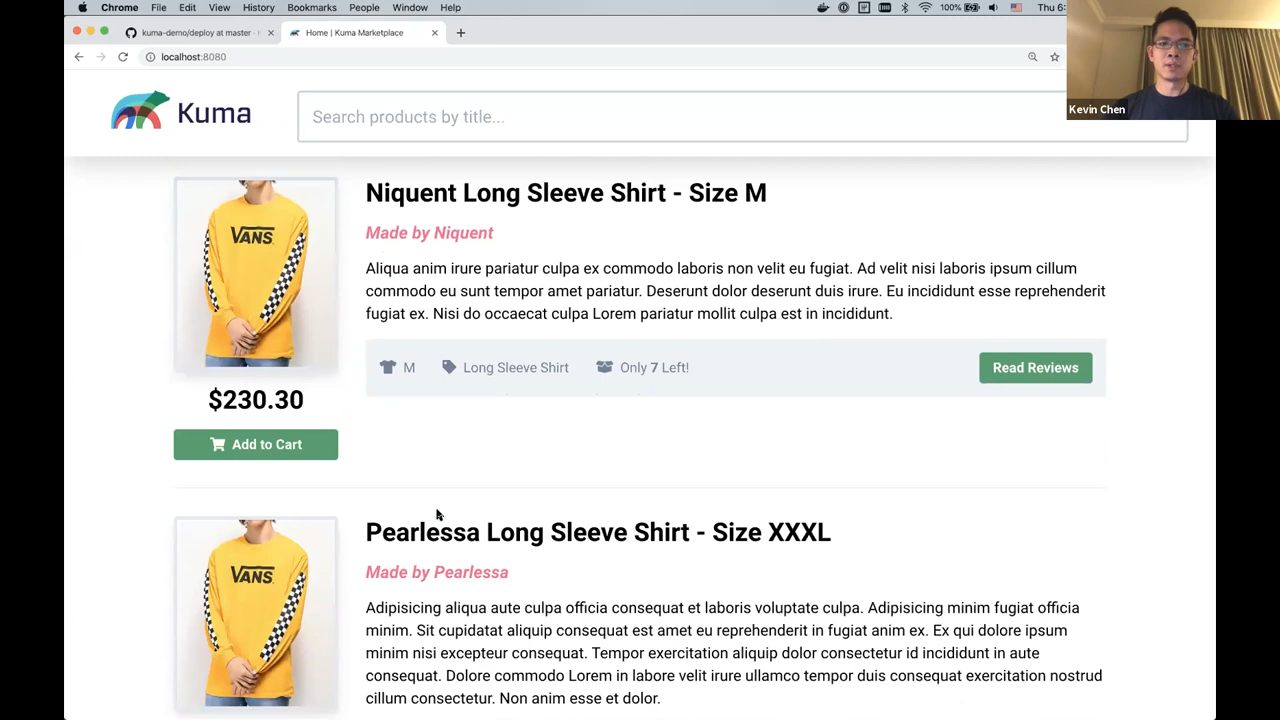 Chrome File Edit View History Bookmarks People Window Help 100% Thu 6:
kuma-demo/deploy at master · Home | Kuma Marketplace
localhost:8080
Kevin Chen
Kuma Search products by title...
Niquent Long Sleeve Shirt - Size M
VANS
Made by Niquent
Aliqua anim irure pariatur culpa ex commodo laboris non velit eu fugiat. Ad velit nisi laboris ipsum cillum
commodo eu sunt tempor amet pariatur. Deserunt dolor deserunt duis irure. Eu incididunt esse reprehenderit
fugiat ex. Nisi do occaecat culpa Lorem pariatur mollit culpa est in incididunt.
M Long Sleeve Shirt Only 7 Left! Read Reviews
$230.30
Add to Cart
Pearlessa Long Sleeve Shirt - Size XXXL
VANS
Made by Pearlessa
Adipisicing aliqua aute culpa officia consequat et laboris voluptate culpa. Adipisicing minim fugiat officia
minim. Sit cupidatat aliquip consequat est amet eu reprehenderit in fugiat anim ex. Ex qui dolore ipsum
minim nisi excepteur consequat. Tempor exercitation aliquip dolor consectetur id incididunt in aute
consequat. Dolore commodo Lorem in labore velit irure ullamco tempor duis consequat exercitation nostrud
cillum consectetur. Non anim esse et dolor.